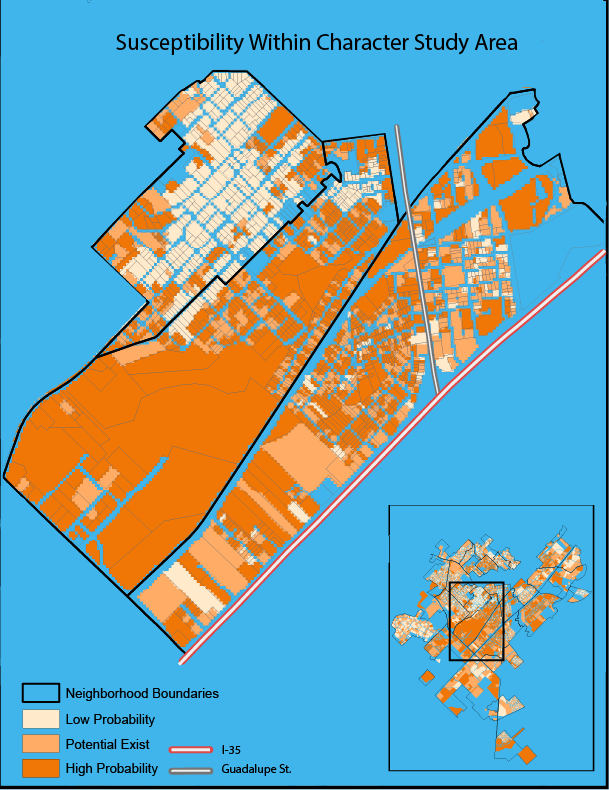 Susceptibility Within Character Study Area
Neighborhood Boundaries
Low Probability
Potential Exist
High Probability
I-35
Guadalupe St.